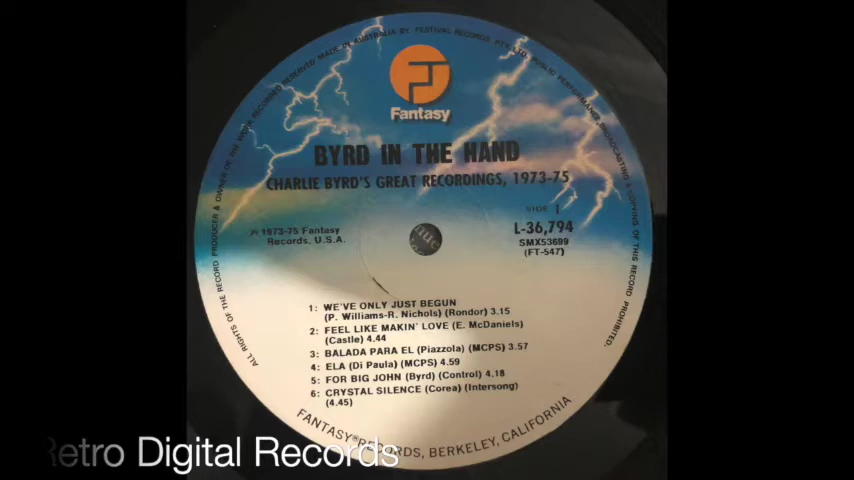 ALL RIGHTS OF THE RECORD PRODUCER & OWNER OF THE WORK RECORDED RESERVED MADE IN AUSTRALIA BY FESTIVAL RECORDS PTY. LTD. PUBLIC PERFORMANCE, BROADCASTING & COPYING OF THIS RECORD PROHIBITED.
Fantasy
BYRD IN THE HAND
CHARLIE BYRD'S GREAT RECORDINGS, 1973-75
SIDE 1
℗ 1973-75 Fantasy
Records, U.S.A.
L-36,794
SMX53699
(FT-547)
1: WE'VE ONLY JUST BEGUN
(P. Williams-R. Nichols) (Rondor) 3.15
2: FEEL LIKE MAKIN' LOVE (E. McDaniels)
(Castle) 4.44
3: BALADA PARA EL (Piazzola) (MCPS) 3.57
4: ELA (Di Paula) (MCPS) 4.59
5: FOR BIG JOHN (Byrd) (Control) 4.18
6: CRYSTAL SILENCE (Corea) (Intersong)
(4.45)
FANTASY® RECORDS, BERKELEY, CALIFORNIA
Retro Digital Records